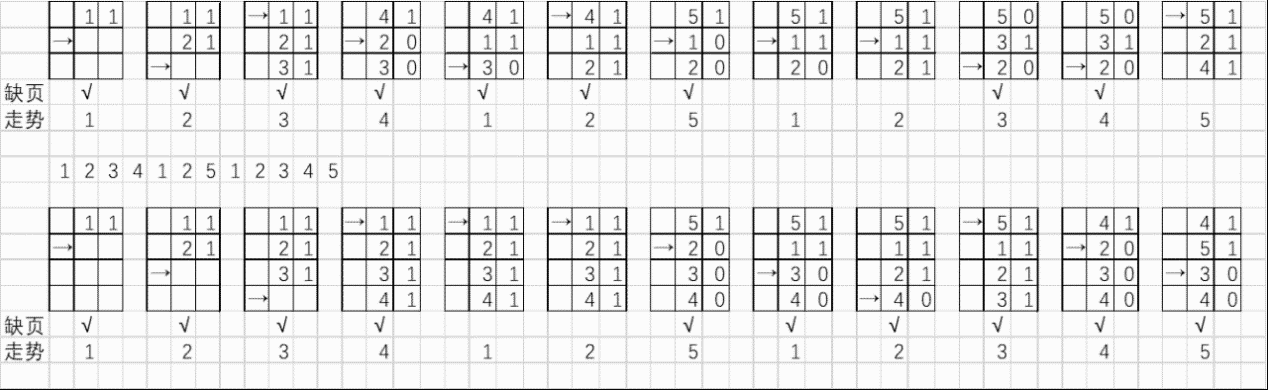 1 1 1 1 → 1 1 4 1 4 1 → 4 1 5 1 5 1 5 1 5 0 5 0 → 5 1
→ 2 1 2 1 → 2 0 1 1 1 1 → 1 0 → 1 1 → 1 1 3 1 3 1 2 1
→ 3 1 3 0 → 3 0 2 1 2 0 2 0 2 1 → 2 0 → 2 0 4 1
缺页 √ √ √ √ √ √ √ √ √
走势 1 2 3 4 1 2 5 1 2 3 4 5
1 2 3 4 1 2 5 1 2 3 4 5
1 1 1 1 1 1 → 1 1 → 1 1 → 1 1 5 1 5 1 5 1 → 5 1 4 1 4 1
→ 2 1 2 1 2 1 2 1 2 1 → 2 0 1 1 1 1 1 1 → 2 0 5 1
→ 3 1 3 1 3 1 3 1 3 0 → 3 0 2 1 2 1 3 0 → 3 0
→ 4 1 4 1 4 1 4 0 4 0 → 4 0 3 1 4 0 4 0
缺页 √ √ √ √ √ √ √ √ √ √
走势 1 2 3 4 1 2 5 1 2 3 4 5